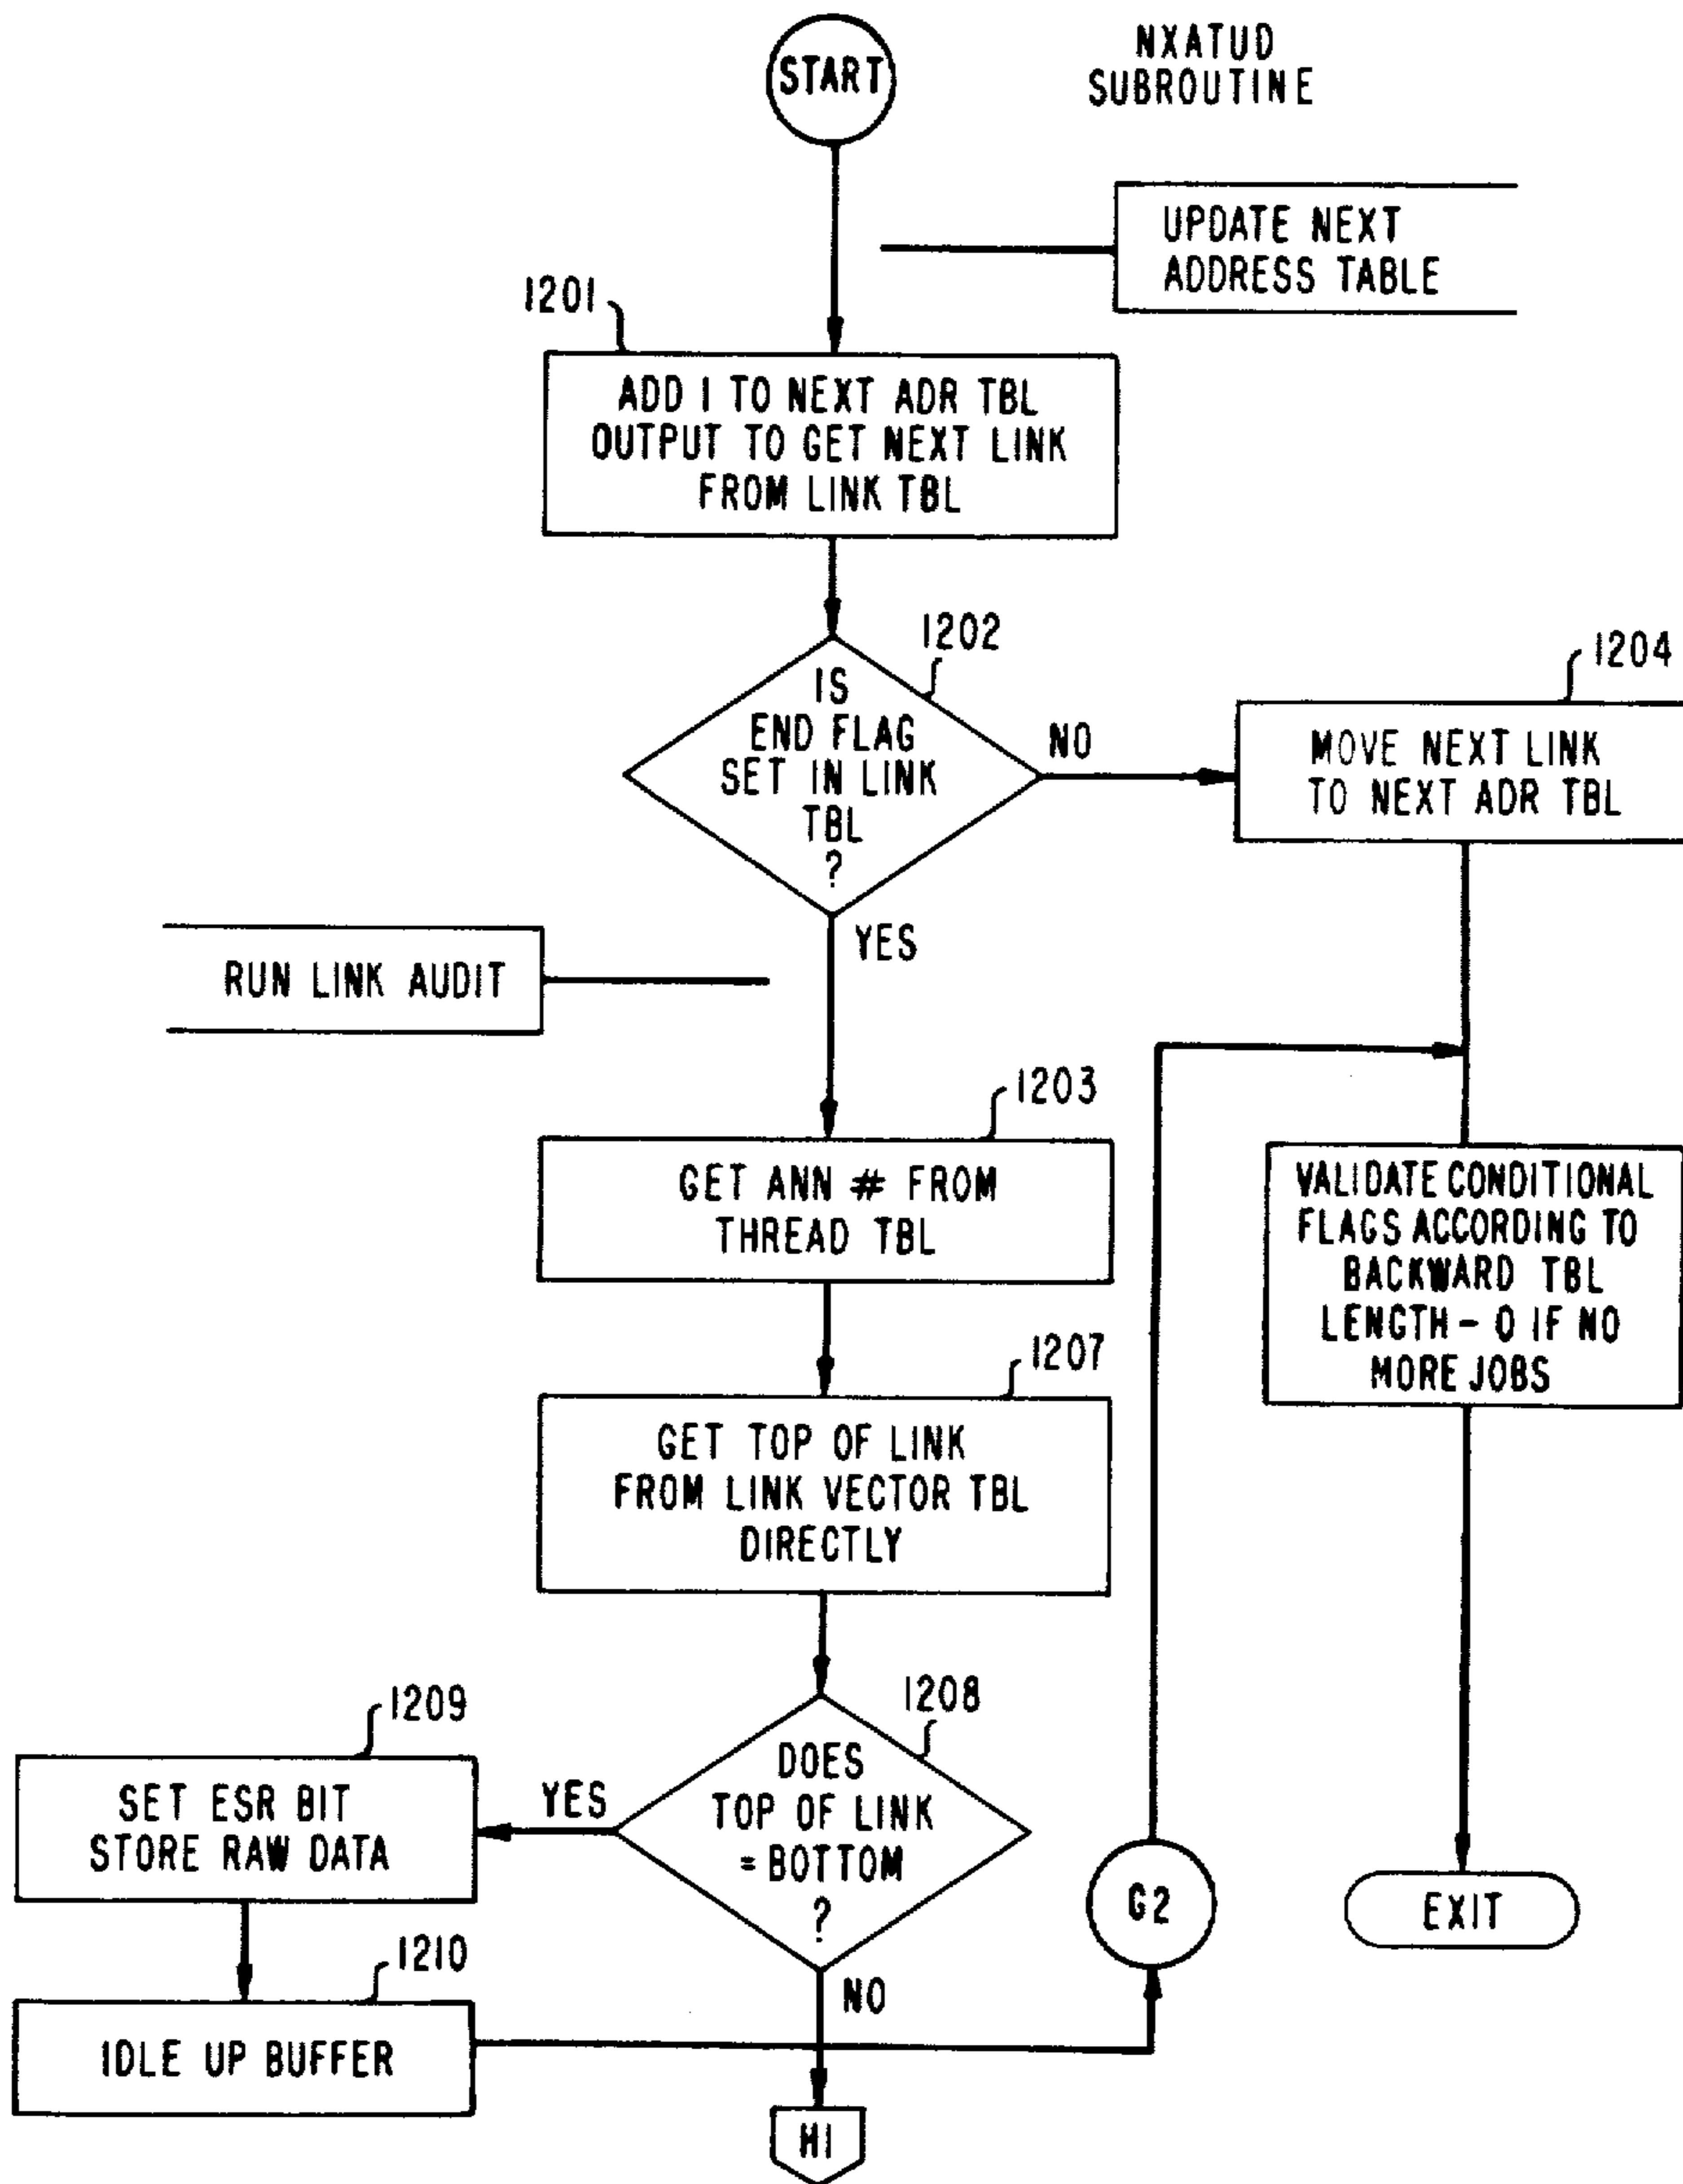 START
NXATUD
SUBROUTINE
UPDATE NEXT
ADDRESS TABLE
1201
ADD 1 TO NEXT ADR TBL
OUTPUT TO GET NEXT LINK
FROM LINK TBL
1202
IS
END FLAG
SET IN LINK
TBL
?
NO
1204
MOVE NEXT LINK
TO NEXT ADR TBL
YES
RUN LINK AUDIT
1203
GET ANN # FROM
THREAD TBL
VALIDATE CONDITIONAL
FLAGS ACCORDING TO
BACKWARD TBL
LENGTH - 0 IF NO
MORE JOBS
1207
GET TOP OF LINK
FROM LINK VECTOR TBL
DIRECTLY
1208
DOES
TOP OF LINK
= BOTTOM
?
YES
1209
SET ESR BIT
STORE RAW DATA
G2
EXIT
1210
IDLE UP BUFFER
NO
H1